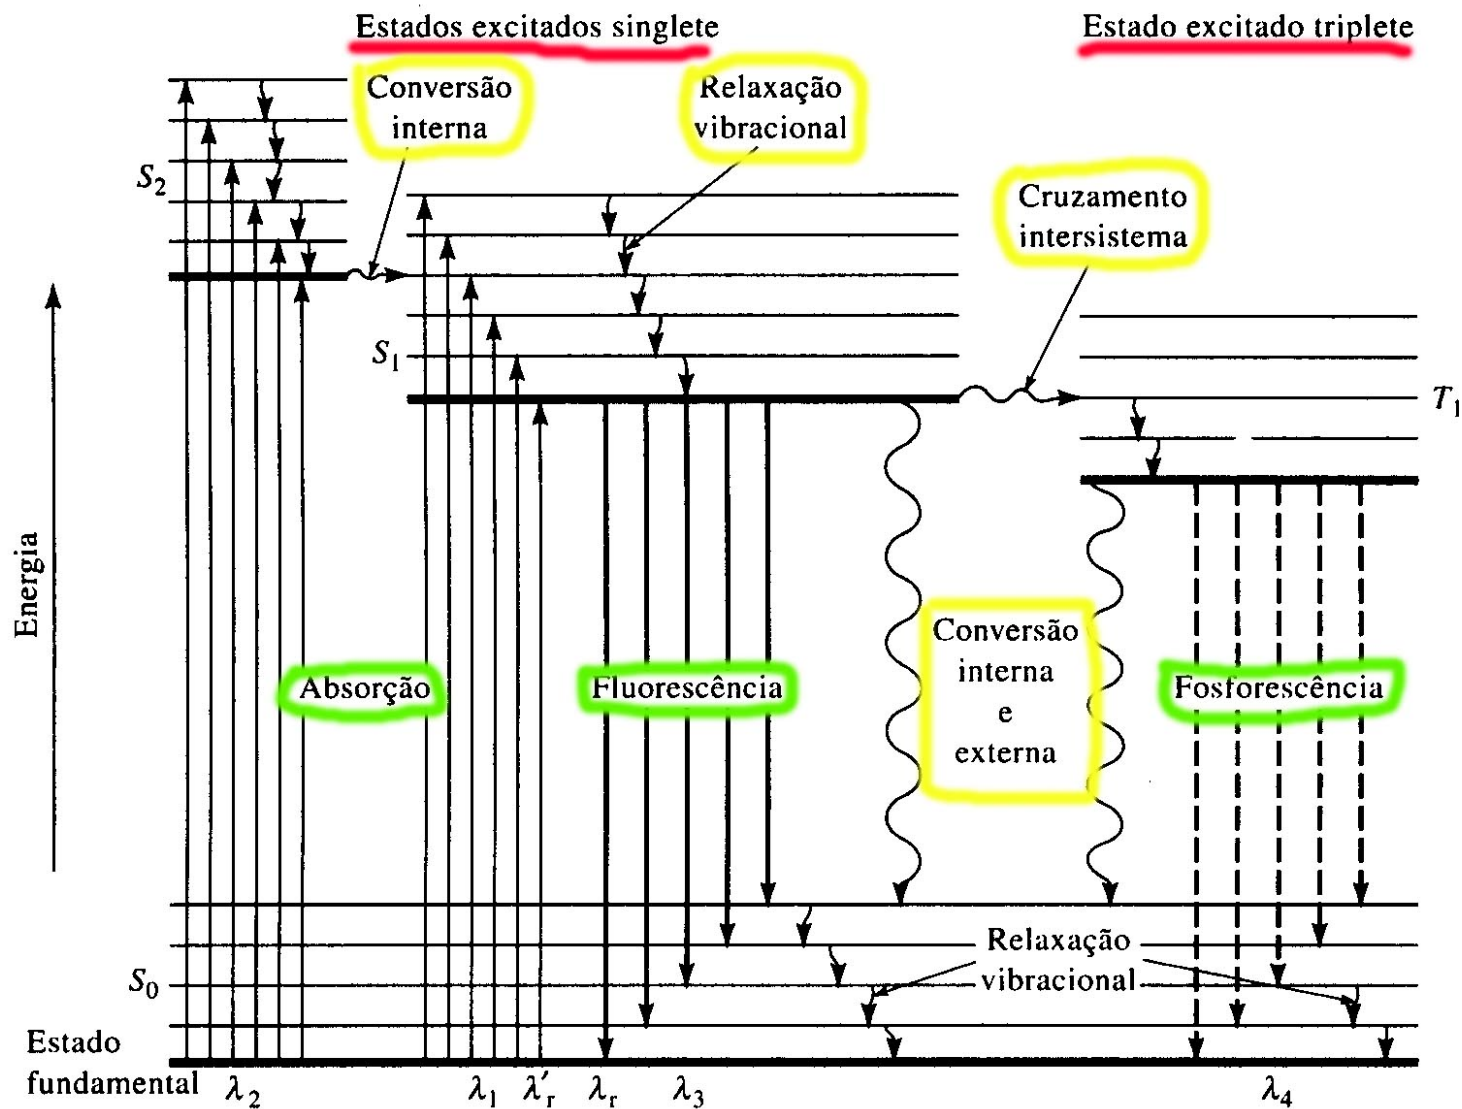 Estados excitados singlete
Estado excitado triplete
Conversão
interna
Relaxação
vibracional
Cruzamento
intersistema
S2
S1
T1
Energia
Absorção
Fluorescência
Conversão
interna
e
externa
Fosforescência
Relaxação
vibracional
S0
Estado
fundamental
λ2
λ1
λ'r
λr
λ3
λ4